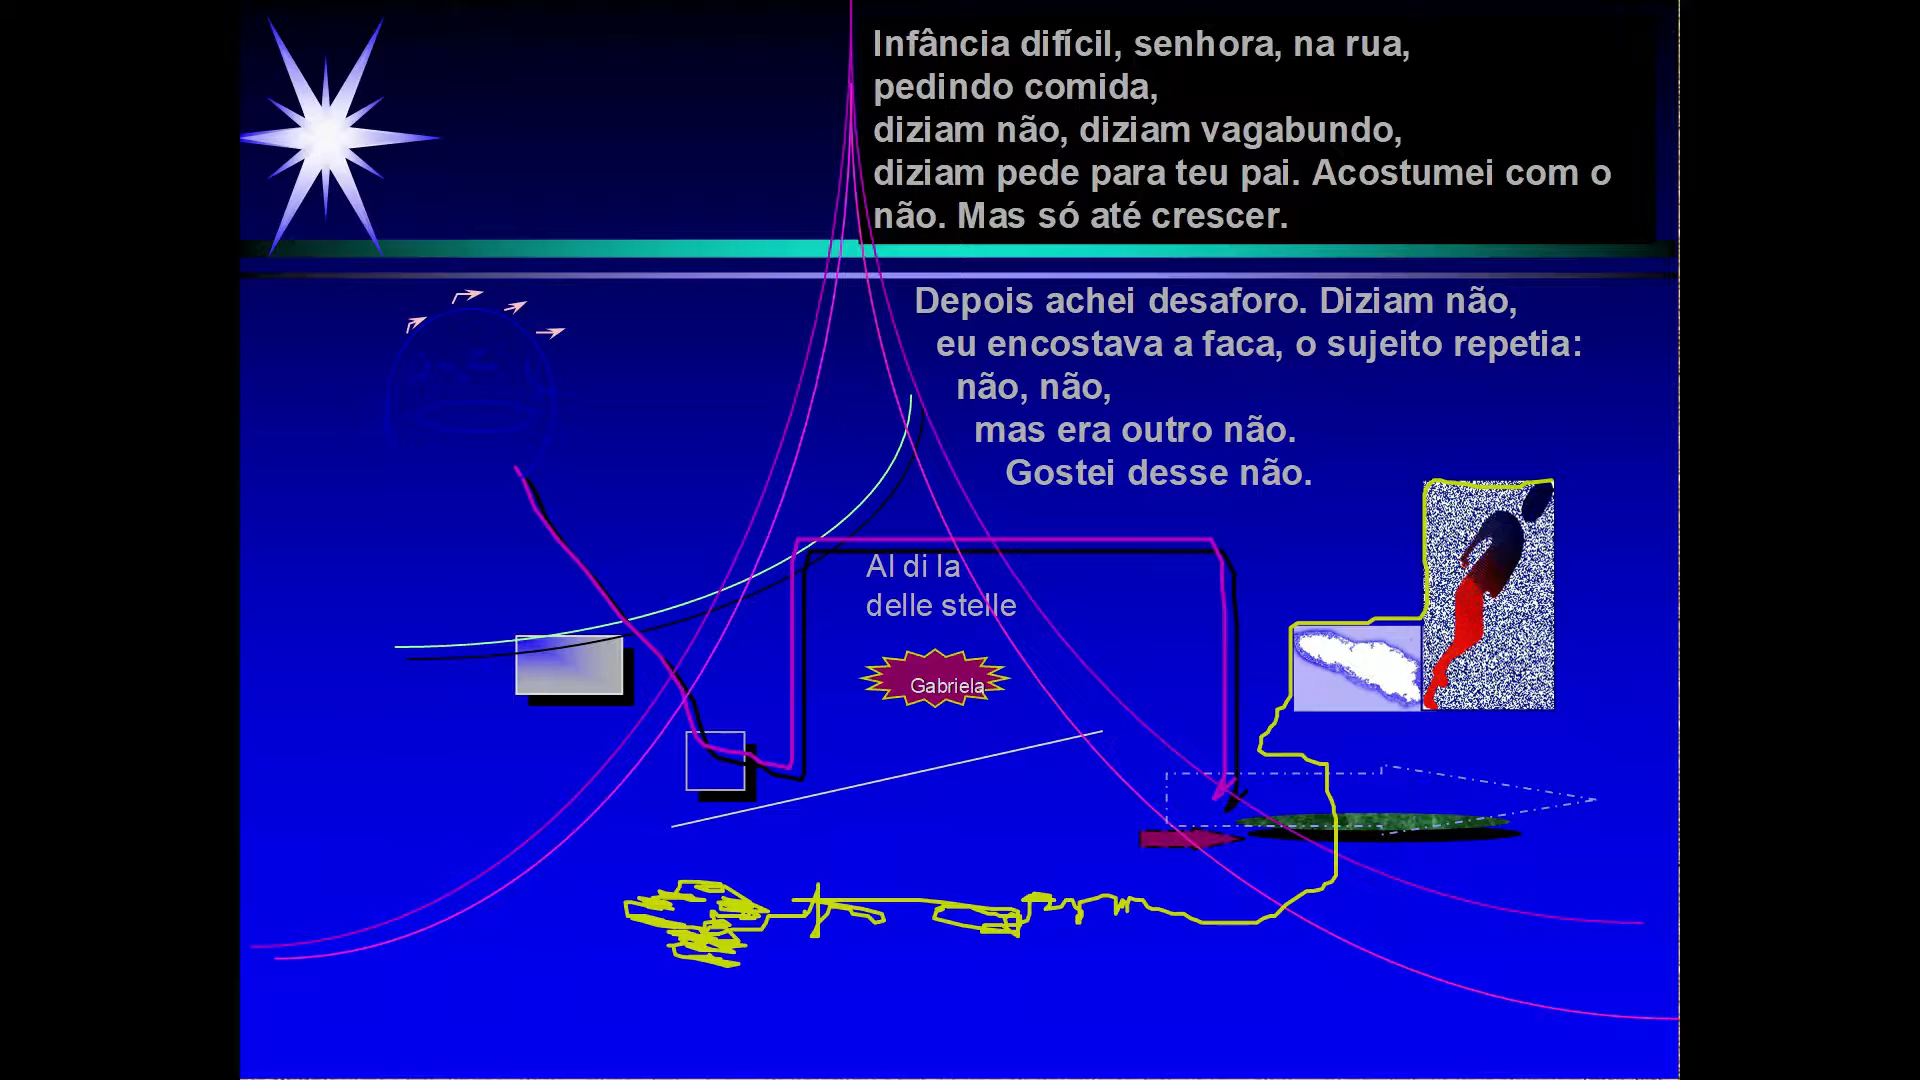 Infância difícil, senhora, na rua,
pedindo comida,
diziam não, diziam vagabundo,
diziam pede para teu pai. Acostumei com o
não. Mas só até crescer.
Depois achei desaforo. Diziam não,
eu encostava a faca, o sujeito repetia:
não, não,
mas era outro não.
Gostei desse não.
Al di la
delle stelle
Gabriela